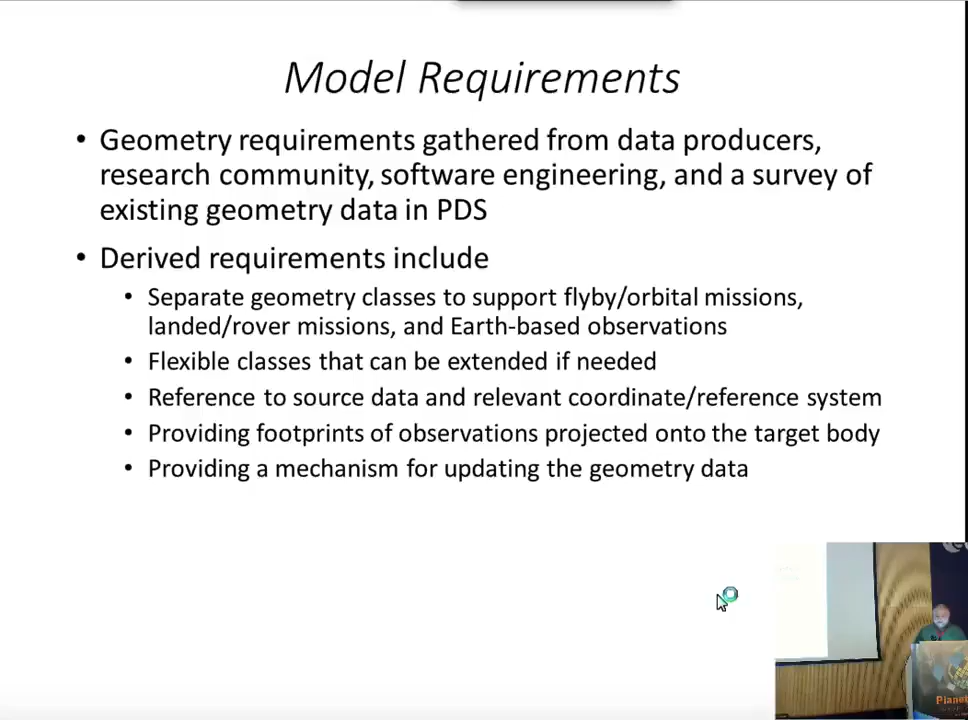 Model Requirements
• Geometry requirements gathered from data producers,
research community, software engineering, and a survey of
existing geometry data in PDS
• Derived requirements include
• Separate geometry classes to support flyby/orbital missions,
landed/rover missions, and Earth-based observations
• Flexible classes that can be extended if needed
• Reference to source data and relevant coordinate/reference system
• Providing footprints of observations projected onto the target body
• Providing a mechanism for updating the geometry data
Planet